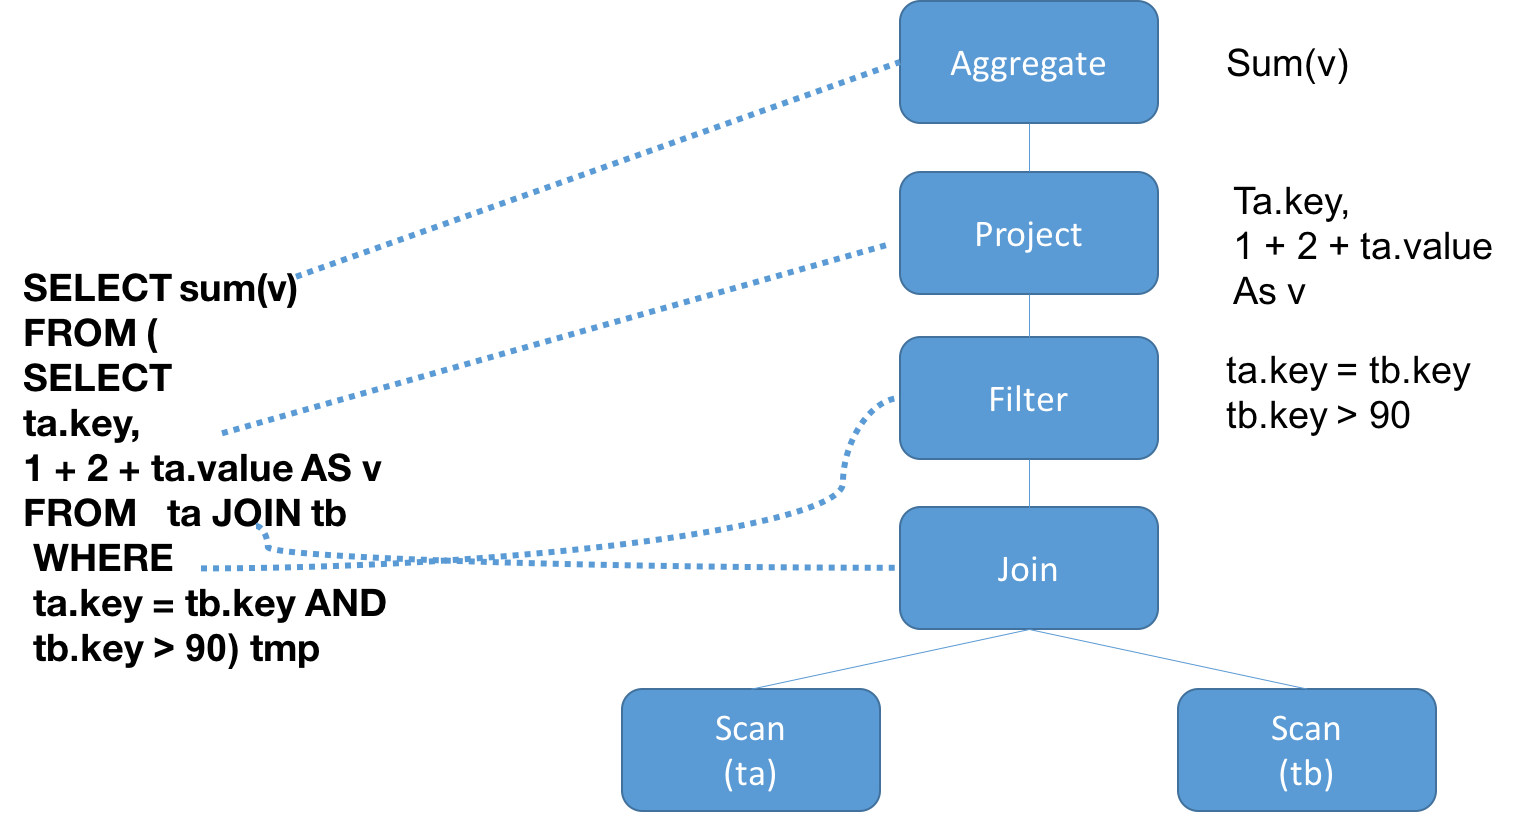 SELECT sum(v)
FROM (
SELECT
ta.key,
1 + 2 + ta.value AS v
FROM ta JOIN tb
WHERE
ta.key = tb.key AND
tb.key > 90) tmp
Aggregate
Sum(v)
Project
Ta.key,
1 + 2 + ta.value
As v
Filter
ta.key = tb.key
tb.key > 90
Join
Scan
(ta)
Scan
(tb)